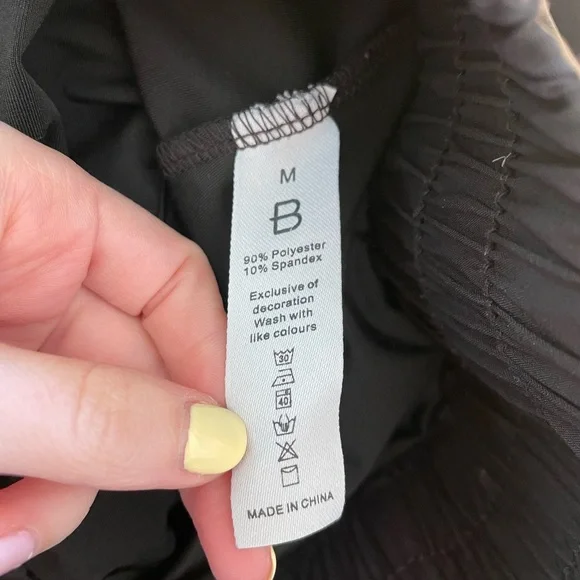 M
B
90% Polyester
10% Spandex
Exclusive of
decoration
Wash with
like colours
30
40
MADE IN CHINA